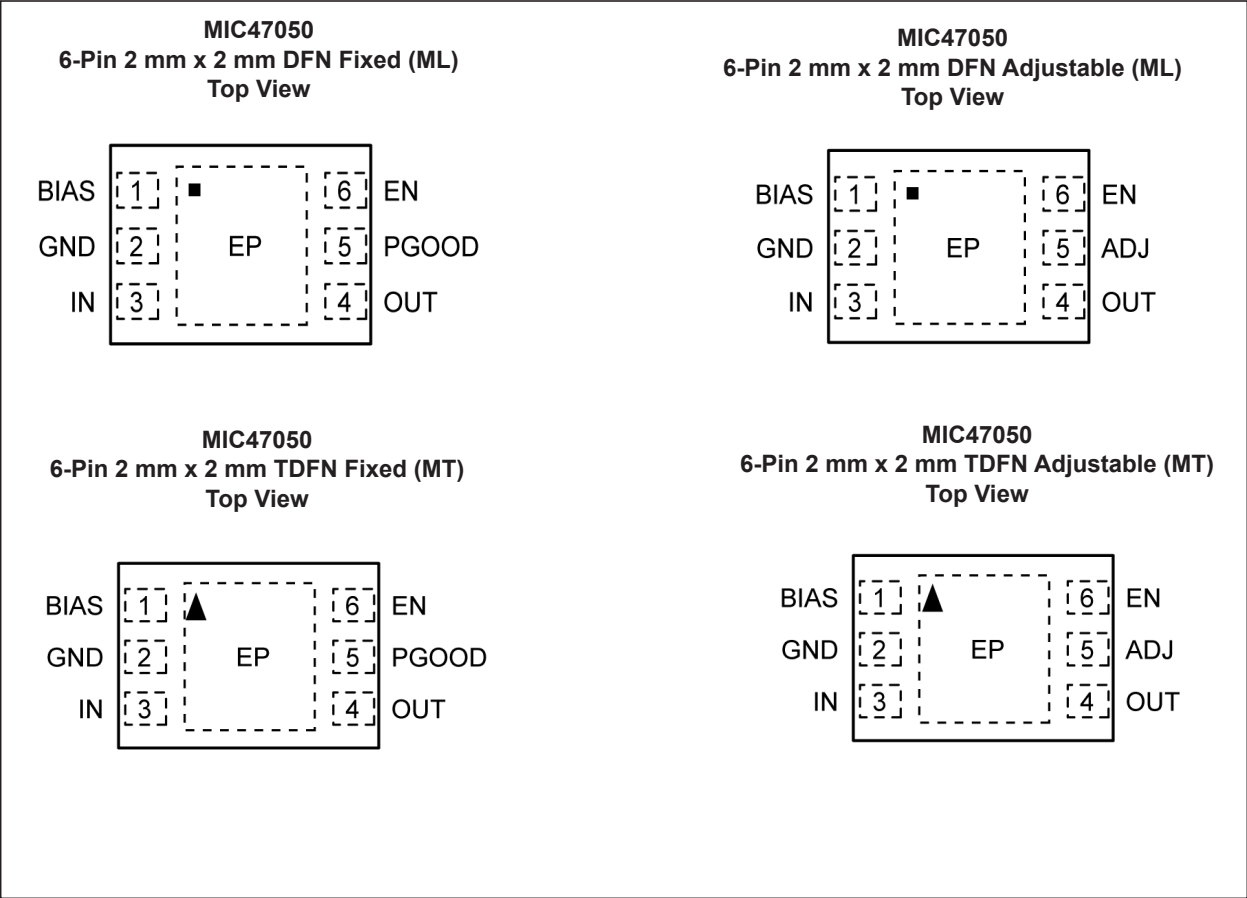 MIC47050
6-Pin 2 mm x 2 mm DFN Fixed (ML)
Top View
BIAS 1 6 EN
GND 2 EP 5 PGOOD
IN 3 4 OUT
MIC47050
6-Pin 2 mm x 2 mm DFN Adjustable (ML)
Top View
BIAS 1 6 EN
GND 2 EP 5 ADJ
IN 3 4 OUT
MIC47050
6-Pin 2 mm x 2 mm TDFN Fixed (MT)
Top View
BIAS 1 6 EN
GND 2 EP 5 PGOOD
IN 3 4 OUT
MIC47050
6-Pin 2 mm x 2 mm TDFN Adjustable (MT)
Top View
BIAS 1 6 EN
GND 2 EP 5 ADJ
IN 3 4 OUT